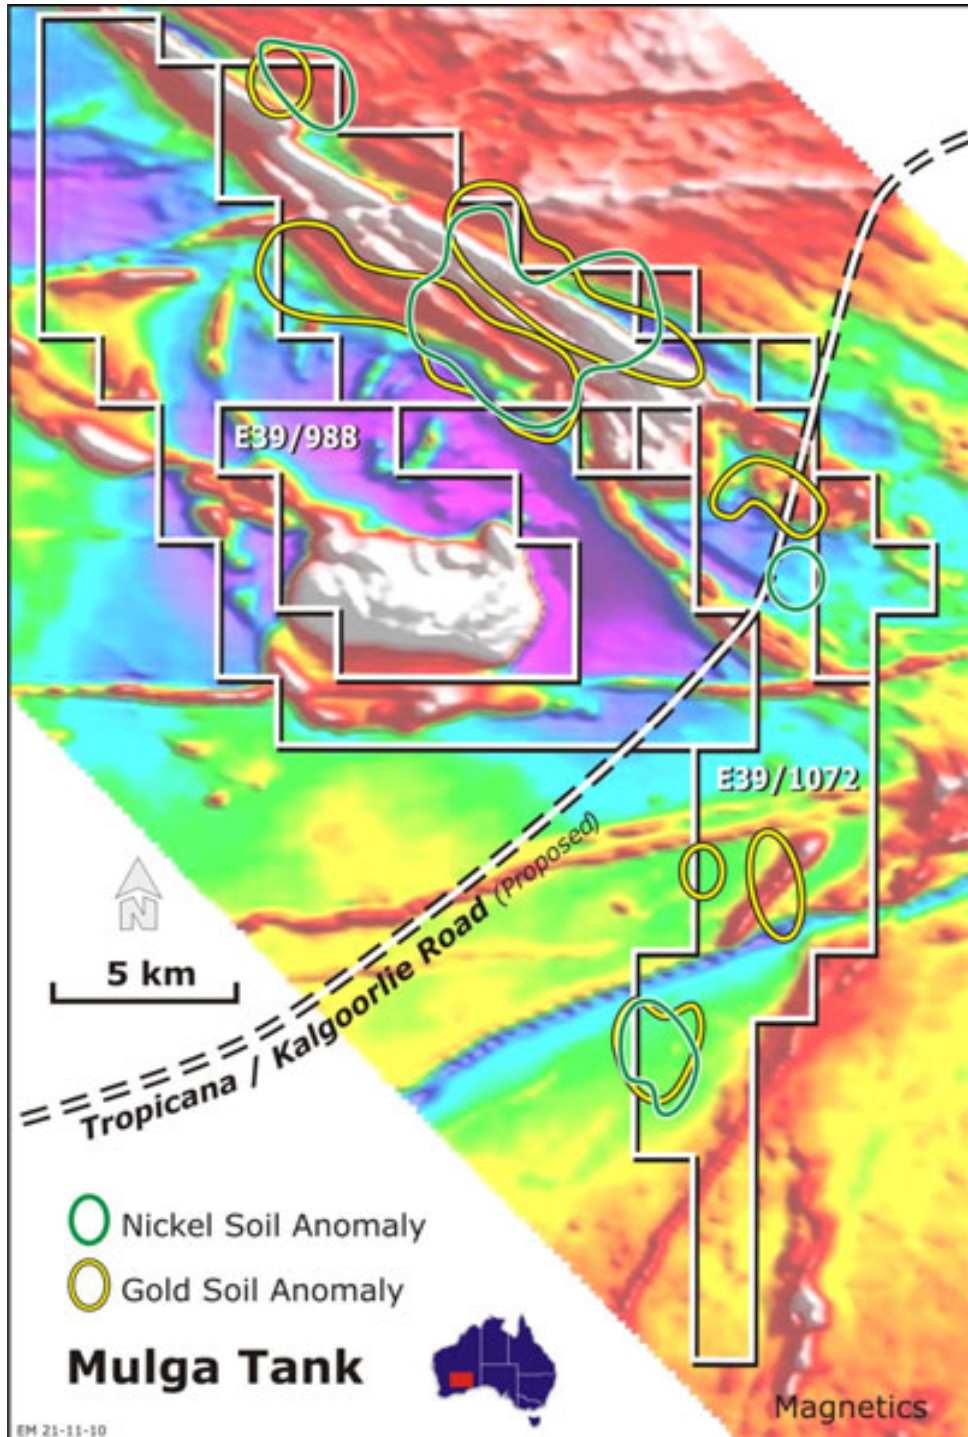 E39/988
E39/1072
N
5 km
Tropicana / Kalgoorlie Road (Proposed)
Nickel Soil Anomaly
Gold Soil Anomaly
Mulga Tank
Magnetics
EM 21-11-10